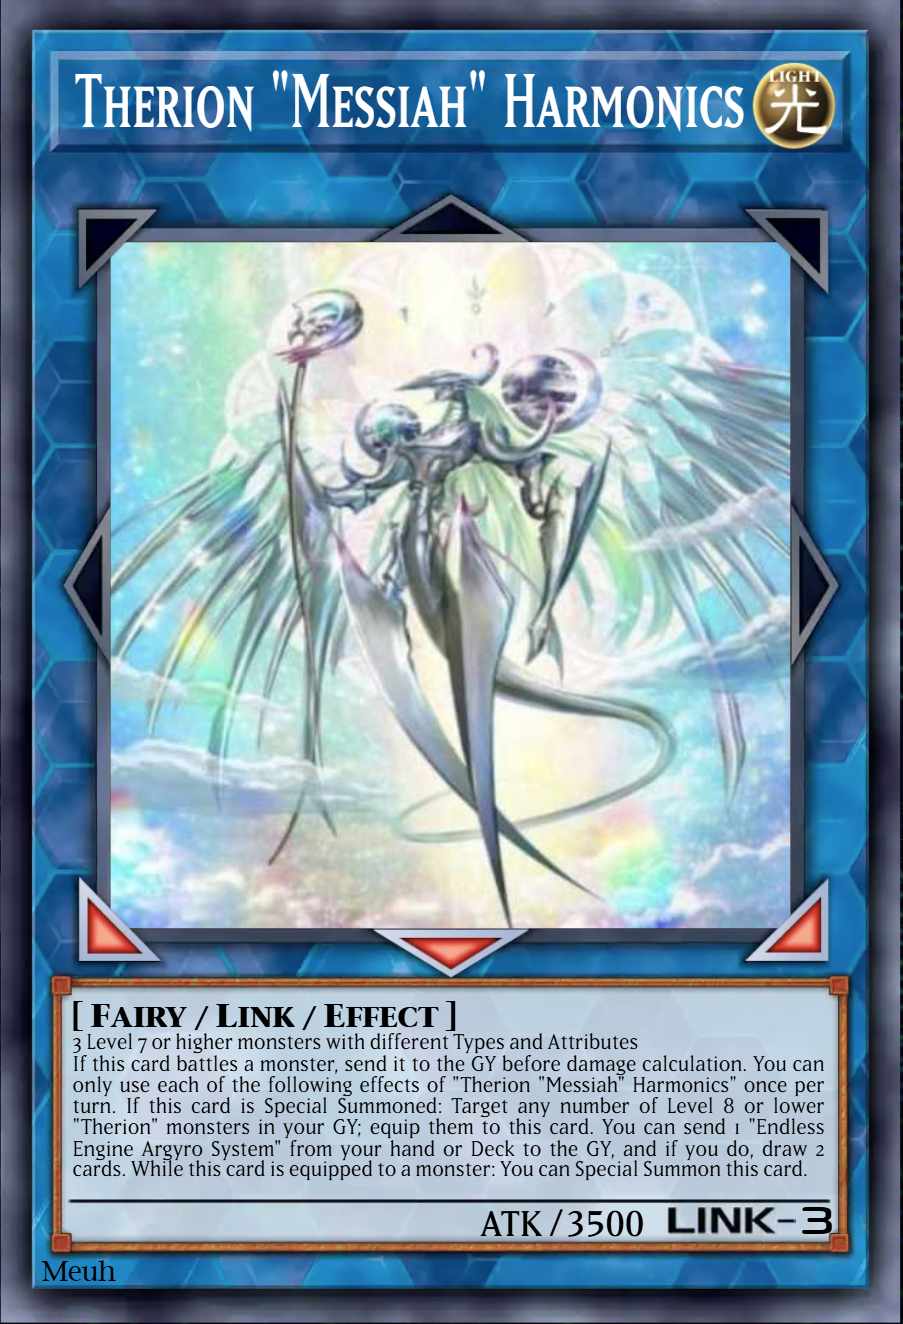 Therion "Messiah" Harmonics
LIGHT
光
[ Fairy / Link / Effect ]
3 Level 7 or higher monsters with different Types and Attributes
If this card battles a monster, send it to the GY before damage calculation. You can
only use each of the following effects of "Therion "Messiah" Harmonics" once per
turn. If this card is Special Summoned: Target any number of Level 8 or lower
"Therion" monsters in your GY; equip them to this card. You can send 1 "Endless
Engine Argyro System" from your hand or Deck to the GY, and if you do, draw 2
cards. While this card is equipped to a monster: You can Special Summon this card.
ATK / 3500 LINK-3
Meuh